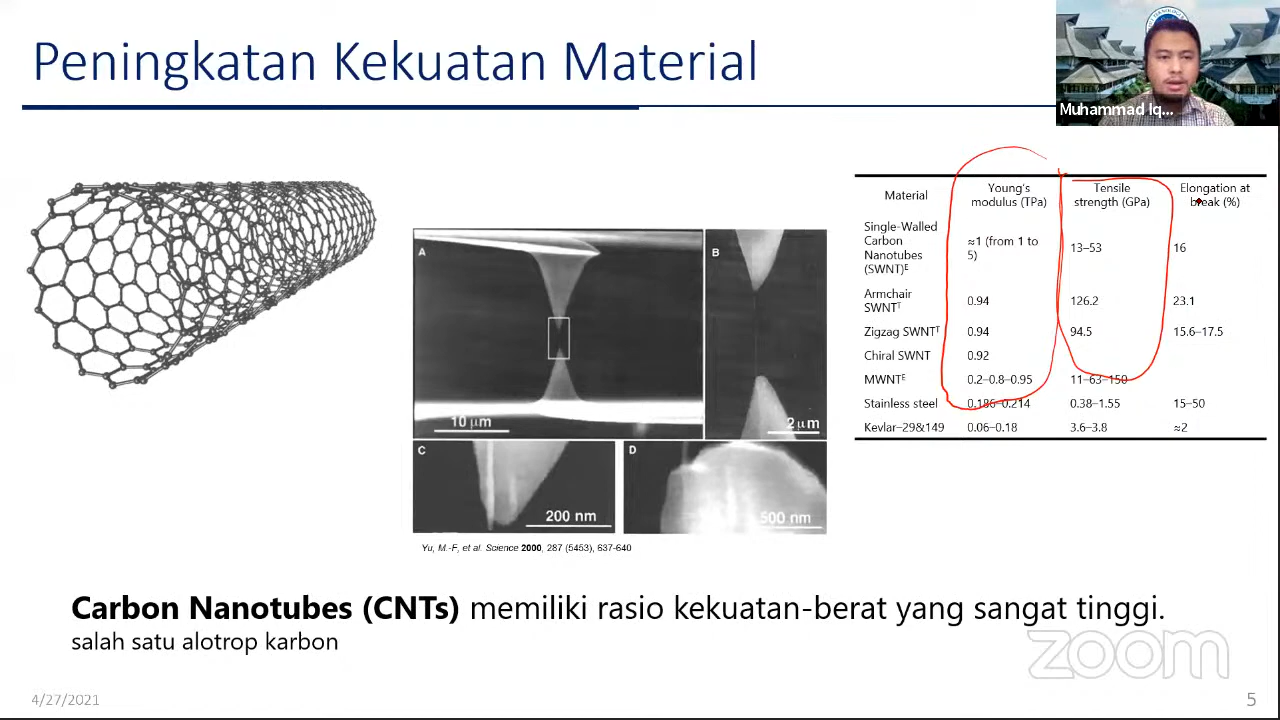 Peningkatan Kekuatan Material
Muhammad Iq...
Material
Young's
modulus (TPa)
Tensile
strength (GPa)
Elongation at
break (%)
Single-Walled
Carbon
Nanotubes
(SWNT)ᴱ
≈1 (from 1 to
5)
13–53
16
Armchair
SWNTᵀ
0.94
126.2
23.1
Zigzag SWNTᵀ
0.94
94.5
15.6–17.5
Chiral SWNT
0.92
MWNTᴱ
0.2–0.8–0.95
11–63–150
Stainless steel
0.186–0.214
0.38–1.55
15–50
Kevlar–29&149
0.06–0.18
3.6–3.8
≈2
A
10 µm
B
2 µm
C
200 nm
D
500 nm
Yu, M.-F, et al. Science 2000, 287 (5453), 637-640
Carbon Nanotubes (CNTs) memiliki rasio kekuatan-berat yang sangat tinggi.
salah satu alotrop karbon
zoom
4/27/2021
5